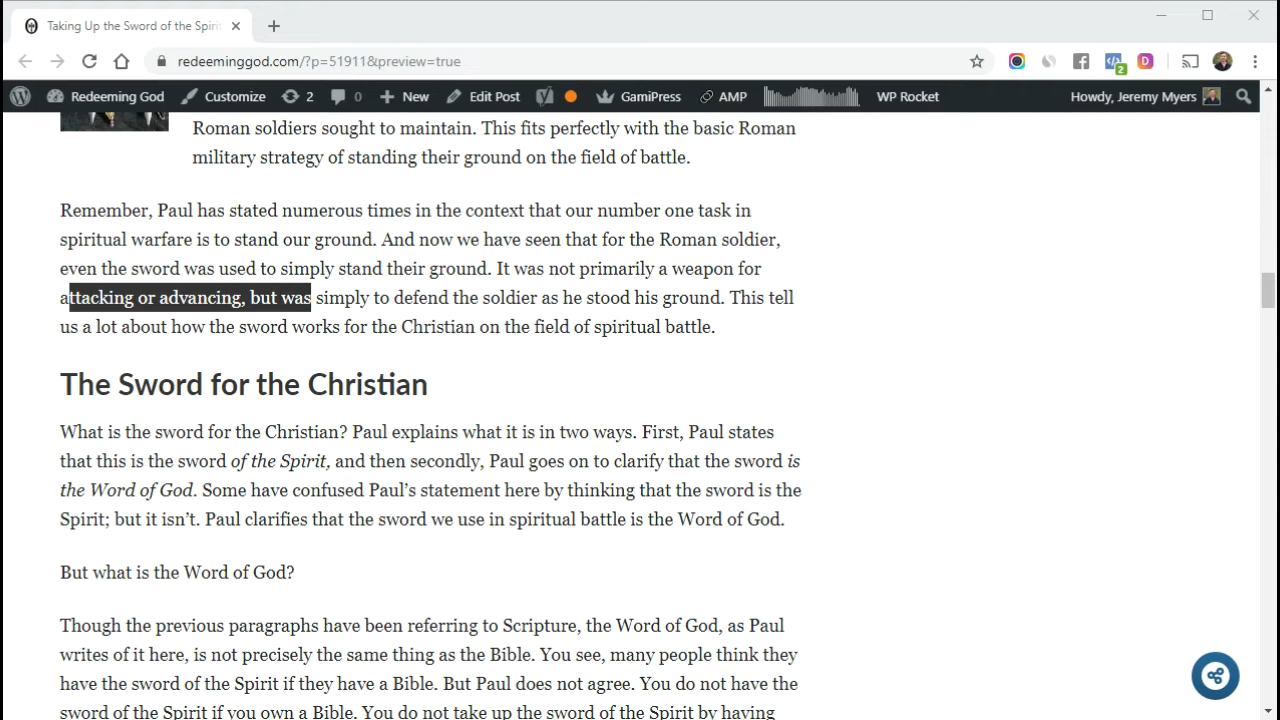 Taking Up the Sword of the Spiri
redeeminggod.com/?p=51911&preview=true
2
Redeeming God Customize 2 0 New Edit Post GamiPress AMP WP Rocket Howdy, Jeremy Myers
Roman soldiers sought to maintain. This fits perfectly with the basic Roman
military strategy of standing their ground on the field of battle.
Remember, Paul has stated numerous times in the context that our number one task in
spiritual warfare is to stand our ground. And now we have seen that for the Roman soldier,
even the sword was used to simply stand their ground. It was not primarily a weapon for
attacking or advancing, but was simply to defend the soldier as he stood his ground. This tell
us a lot about how the sword works for the Christian on the field of spiritual battle.
The Sword for the Christian
What is the sword for the Christian? Paul explains what it is in two ways. First, Paul states
that this is the sword of the Spirit, and then secondly, Paul goes on to clarify that the sword is
the Word of God. Some have confused Paul's statement here by thinking that the sword is the
Spirit; but it isn't. Paul clarifies that the sword we use in spiritual battle is the Word of God.
But what is the Word of God?
Though the previous paragraphs have been referring to Scripture, the Word of God, as Paul
writes of it here, is not precisely the same thing as the Bible. You see, many people think they
have the sword of the Spirit if they have a Bible. But Paul does not agree. You do not have the
sword of the Spirit if you own a Bible. You do not take up the sword of the Spirit by having